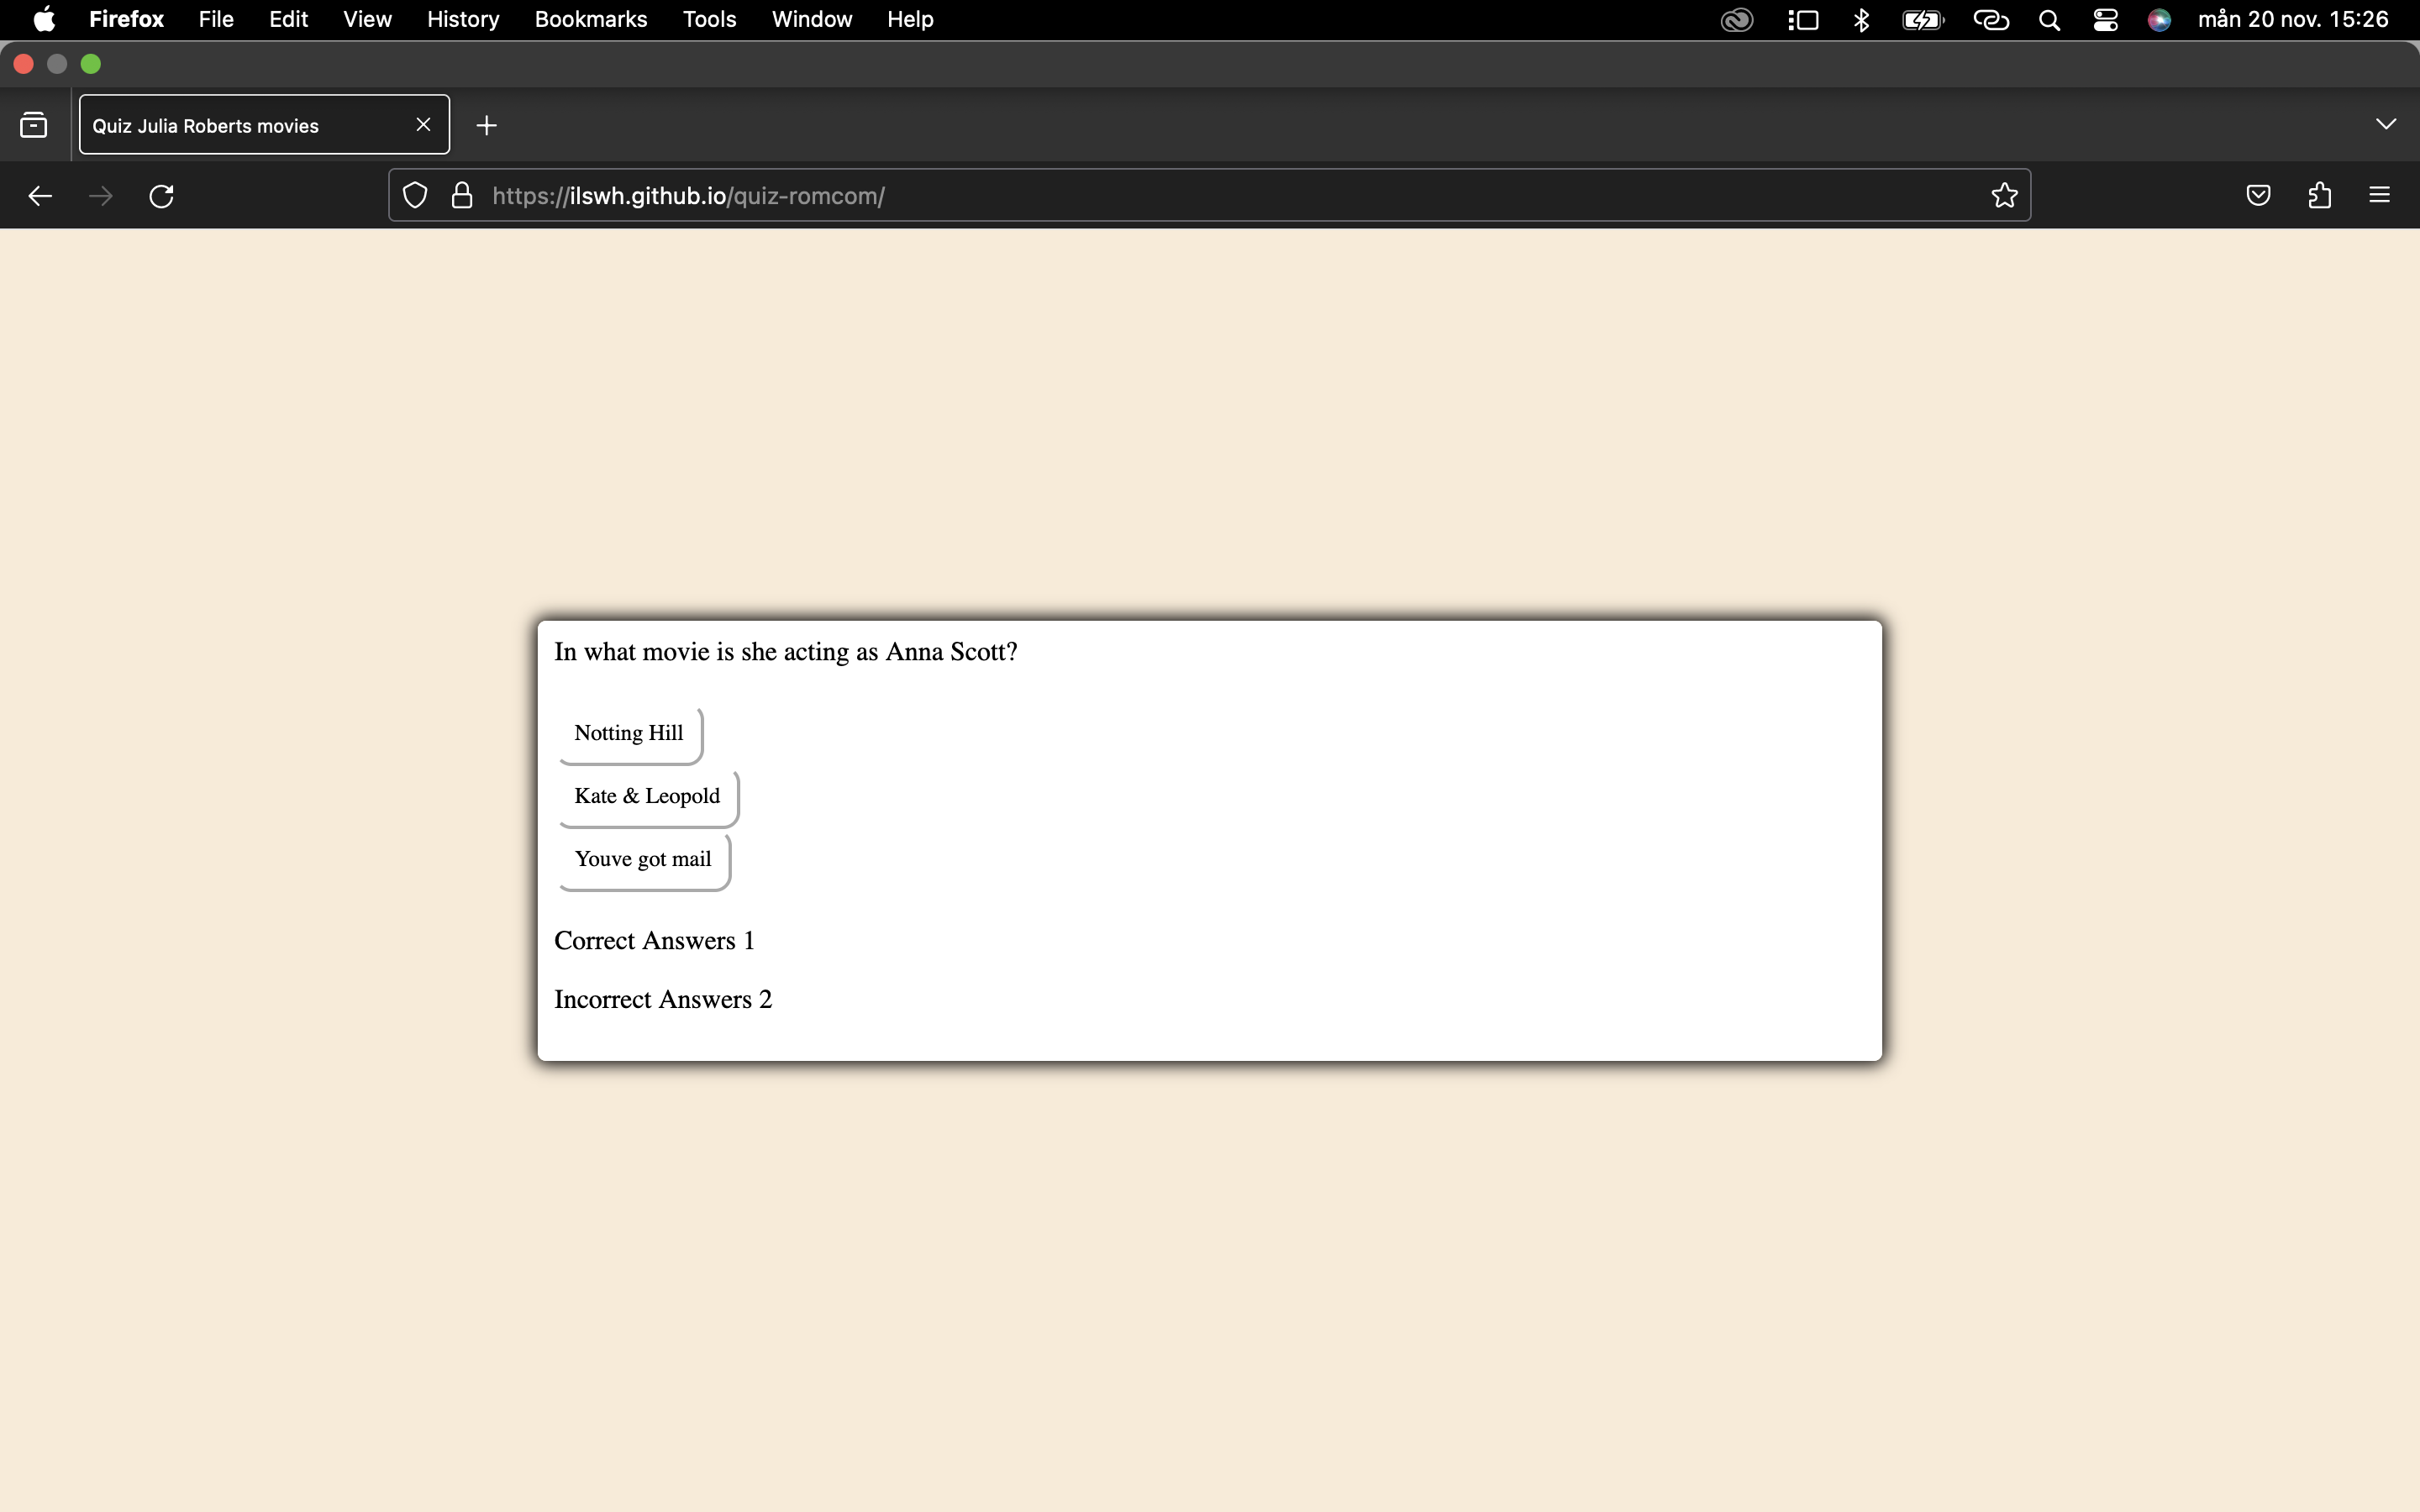 Firefox File Edit View History Bookmarks Tools Window Help mån 20 nov. 15:26
Quiz Julia Roberts movies
https://ilswh.github.io/quiz-romcom/
In what movie is she acting as Anna Scott?
Notting Hill
Kate & Leopold
Youve got mail
Correct Answers 1
Incorrect Answers 2